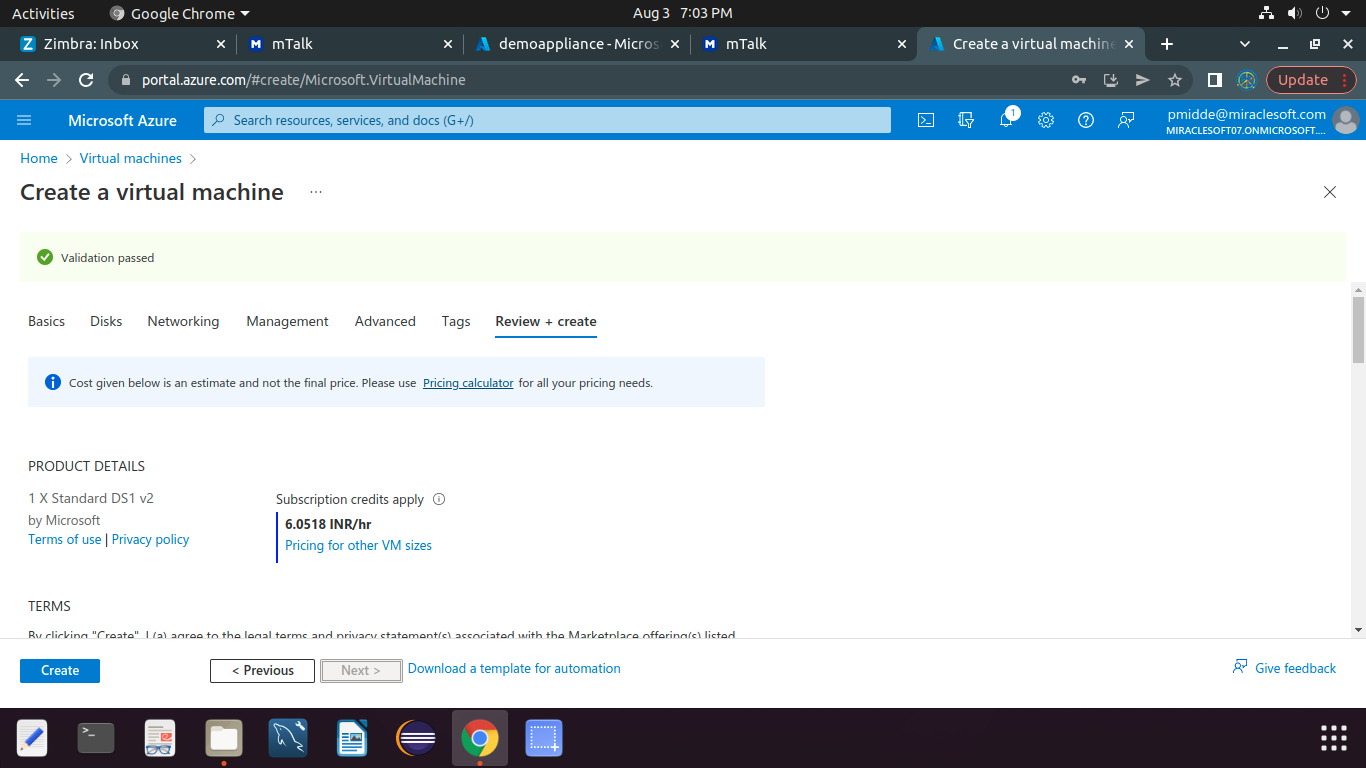 Activities
Google Chrome
Aug 3 7:03 PM
Zimbra: Inbox
mTalk
demoappliance - Micros
mTalk
Create a virtual machine
portal.azure.com/#create/Microsoft.VirtualMachine
Update
Microsoft Azure
Search resources, services, and docs (G+/)
1
pmidde@miraclesoft.com
MIRACLESOFT07.ONMICROSOFT....
Home > Virtual machines >
Create a virtual machine ...
Validation passed
Basics
Disks
Networking
Management
Advanced
Tags
Review + create
Cost given below is an estimate and not the final price. Please use Pricing calculator for all your pricing needs.
PRODUCT DETAILS
1 X Standard DS1 v2
by Microsoft
Terms of use | Privacy policy
Subscription credits apply
6.0518 INR/hr
Pricing for other VM sizes
TERMS
By clicking "Create", I (a) agree to the legal terms and privacy statement(s) associated with the Marketplace offering(s) listed
Create
< Previous
Next >
Download a template for automation
Give feedback